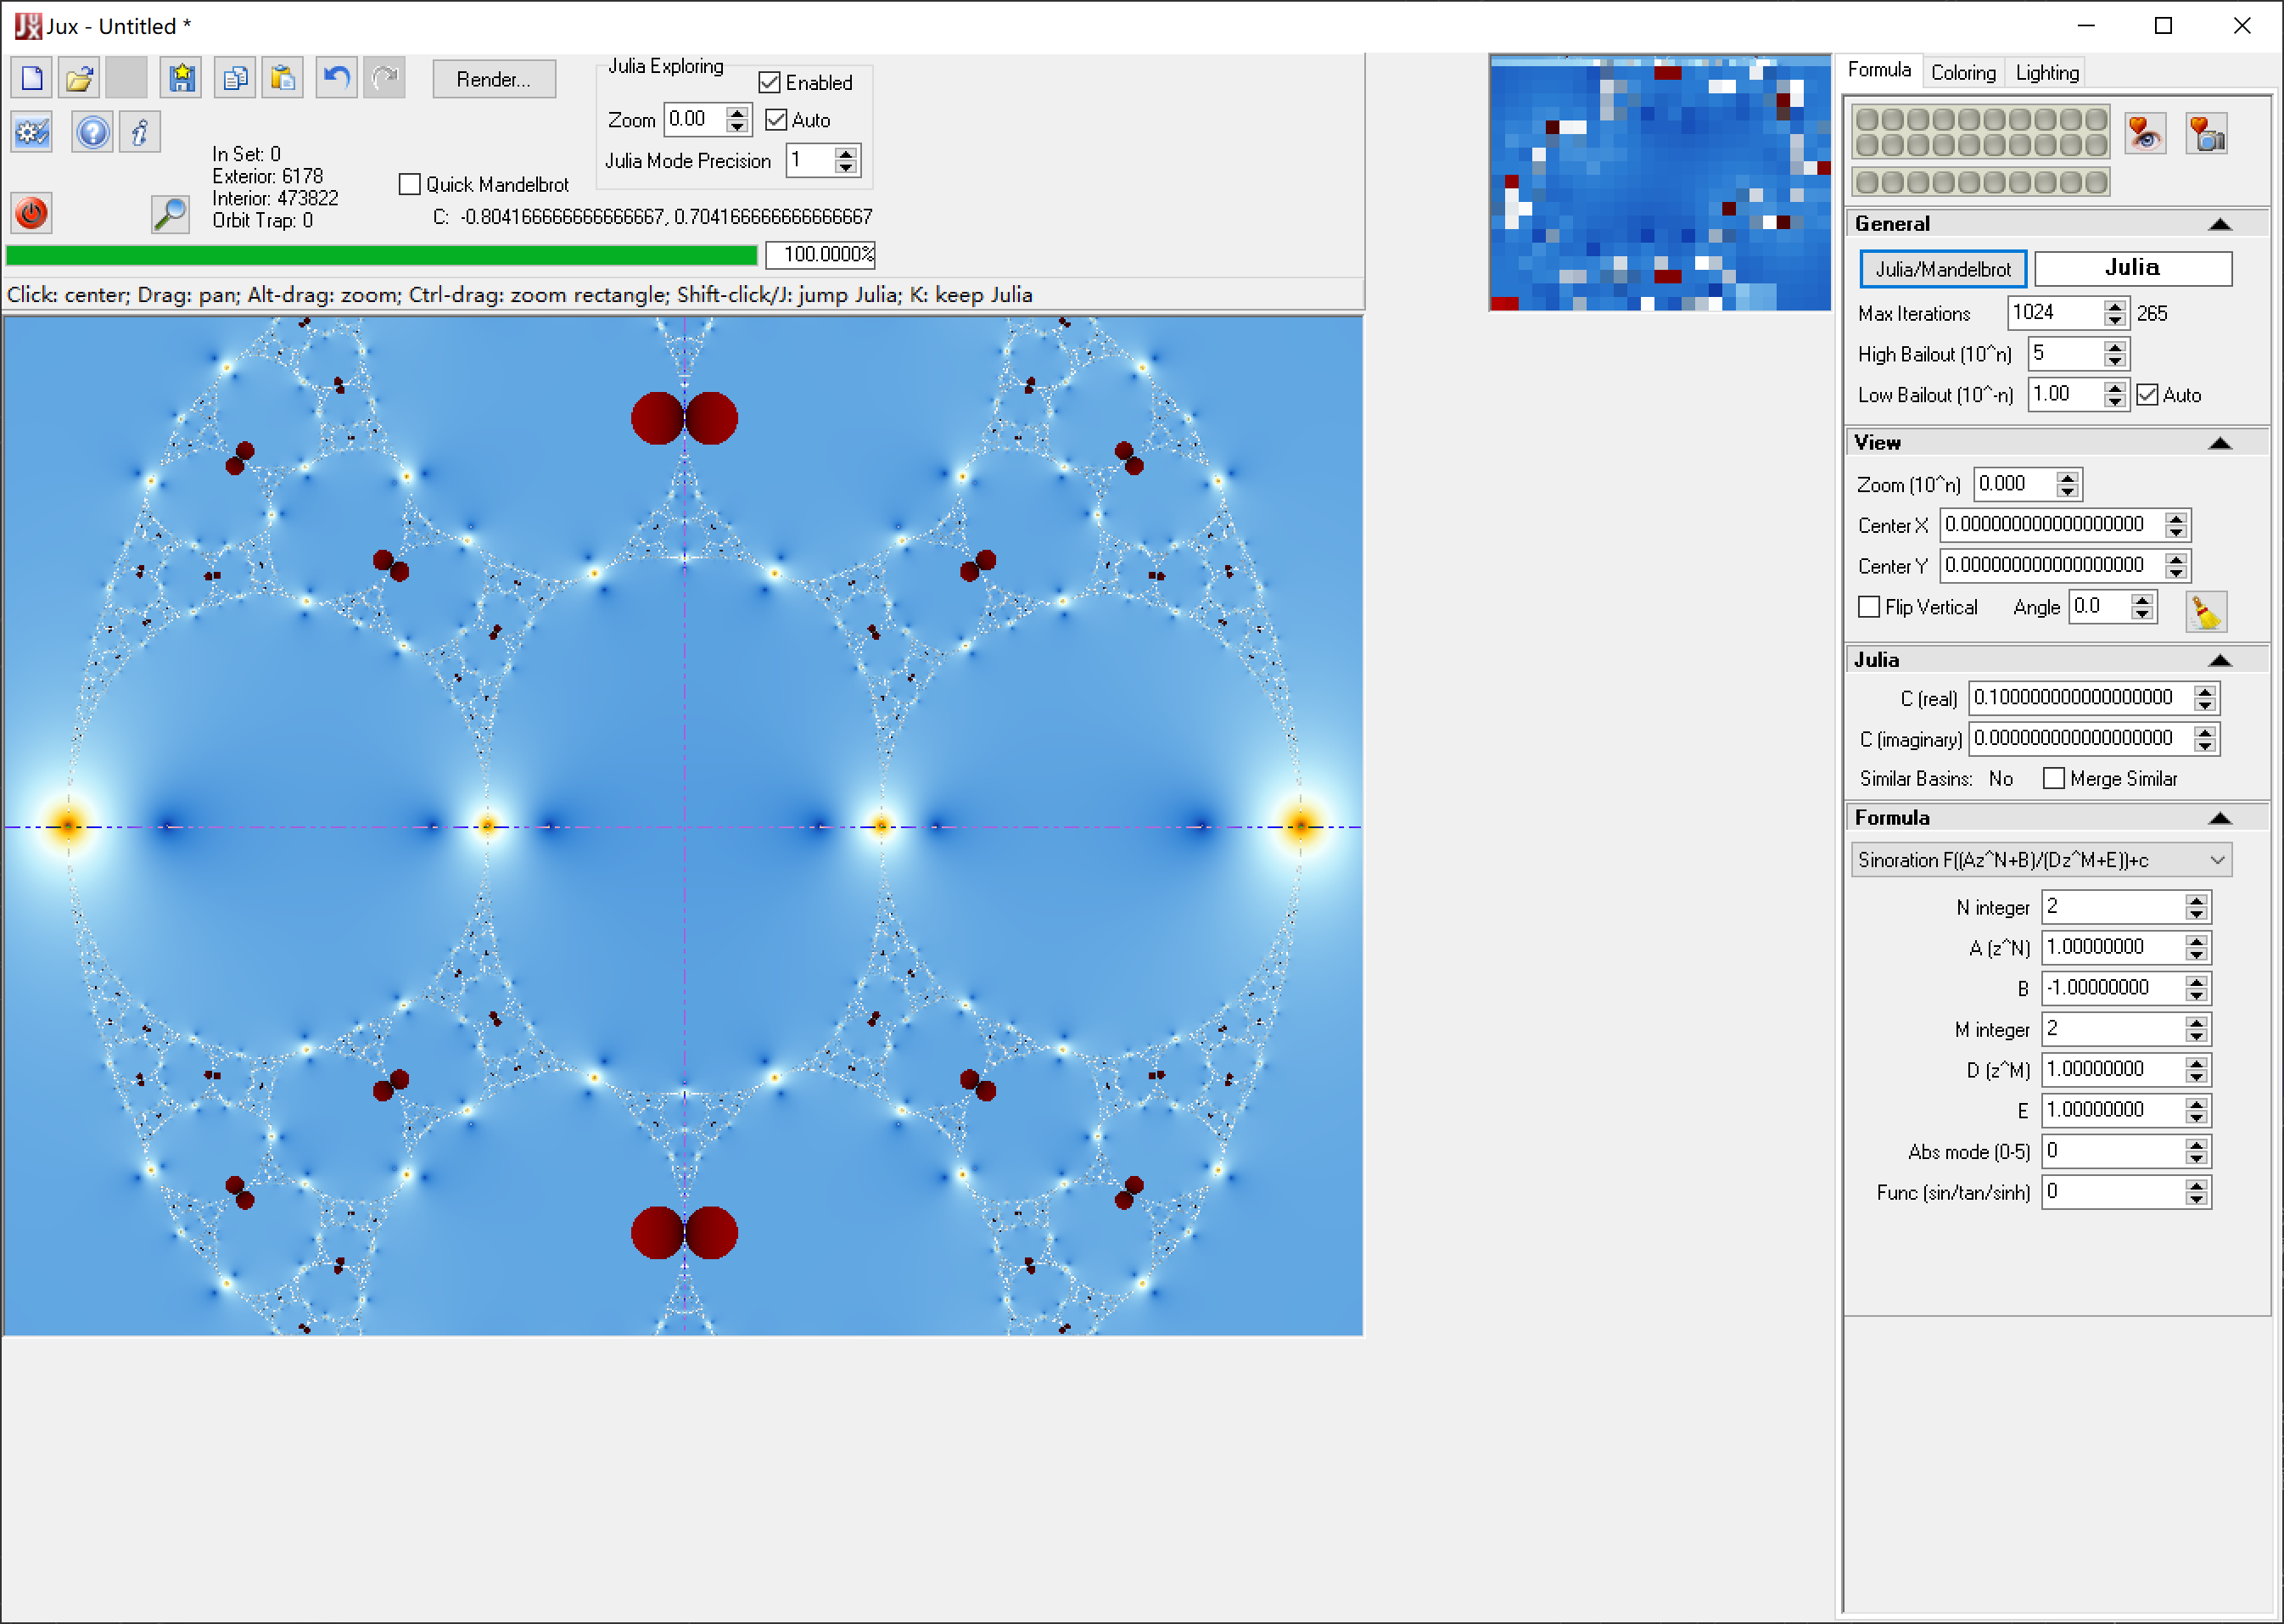 Jux - Untitled *
Render...
Julia Exploring
Enabled
Zoom 0.00 Auto
Julia Mode Precision 1
In Set: 0
Exterior: 6178
Interior: 473822
Orbit Trap: 0
Quick Mandelbrot
C: -0.804166666666666667, 0.704166666666666667
100.0000%
Click: center; Drag: pan; Alt-drag: zoom; Ctrl-drag: zoom rectangle; Shift-click/J: jump Julia; K: keep Julia
Formula Coloring Lighting
General
Julia/Mandelbrot Julia
Max Iterations 1024 265
High Bailout (10^n) 5
Low Bailout (10^-n) 1.00 Auto
View
Zoom (10^n) 0.000
Center X 0.000000000000000000
Center Y 0.000000000000000000
Flip Vertical Angle 0.0
Julia
C (real) 0.100000000000000000
C (imaginary) 0.000000000000000000
Similar Basins: No Merge Similar
Formula
Sinoration F((Az^N+B)/(Dz^M+E))+c
N integer 2
A (z^N) 1.00000000
B -1.00000000
M integer 2
D (z^M) 1.00000000
E 1.00000000
Abs mode (0-5) 0
Func (sin/tan/sinh) 0